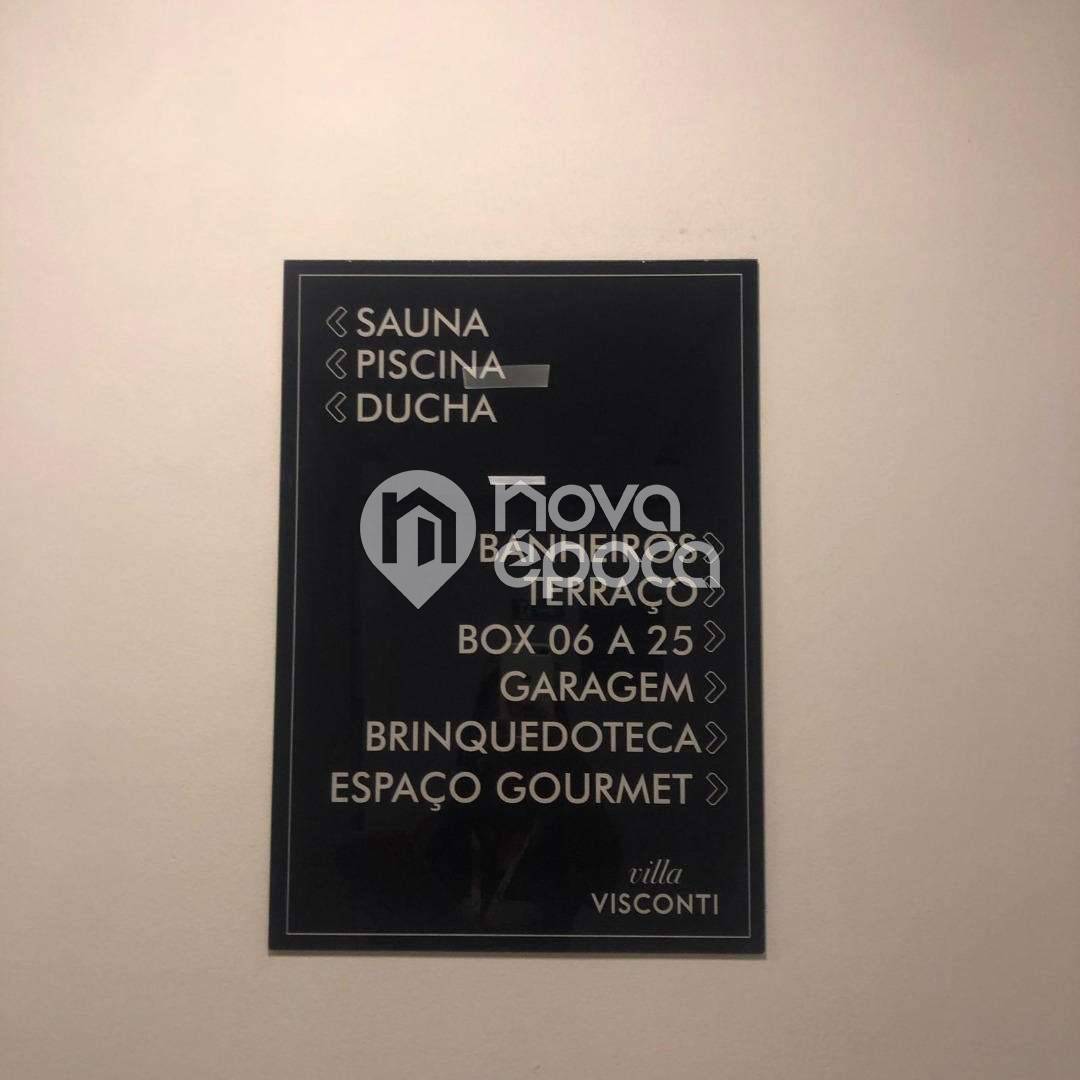 SAUNA
PISCINA
DUCHA
nova
época
BANHEIROS
TERRAÇO
BOX 06 A 25
GARAGEM
BRINQUEDOTECA
ESPAÇO GOURMET
villa
VISCONTI